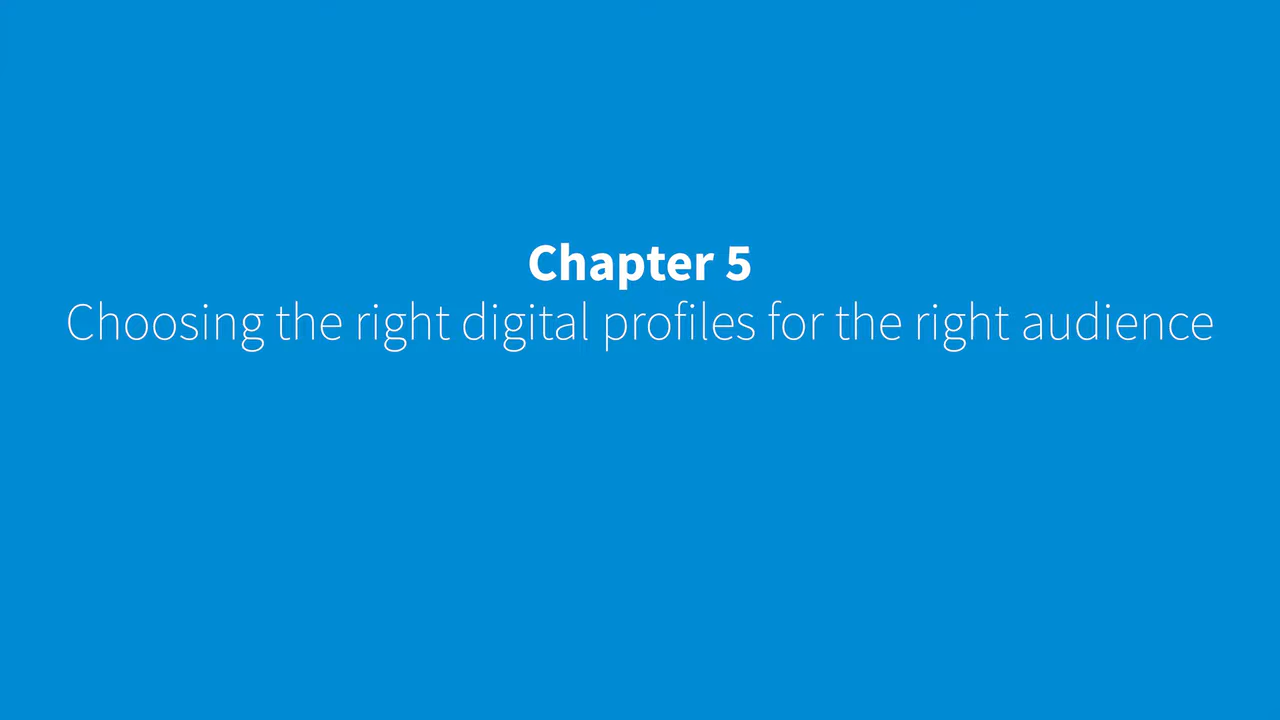 Chapter 5
Choosing the right digital profiles for the right audience